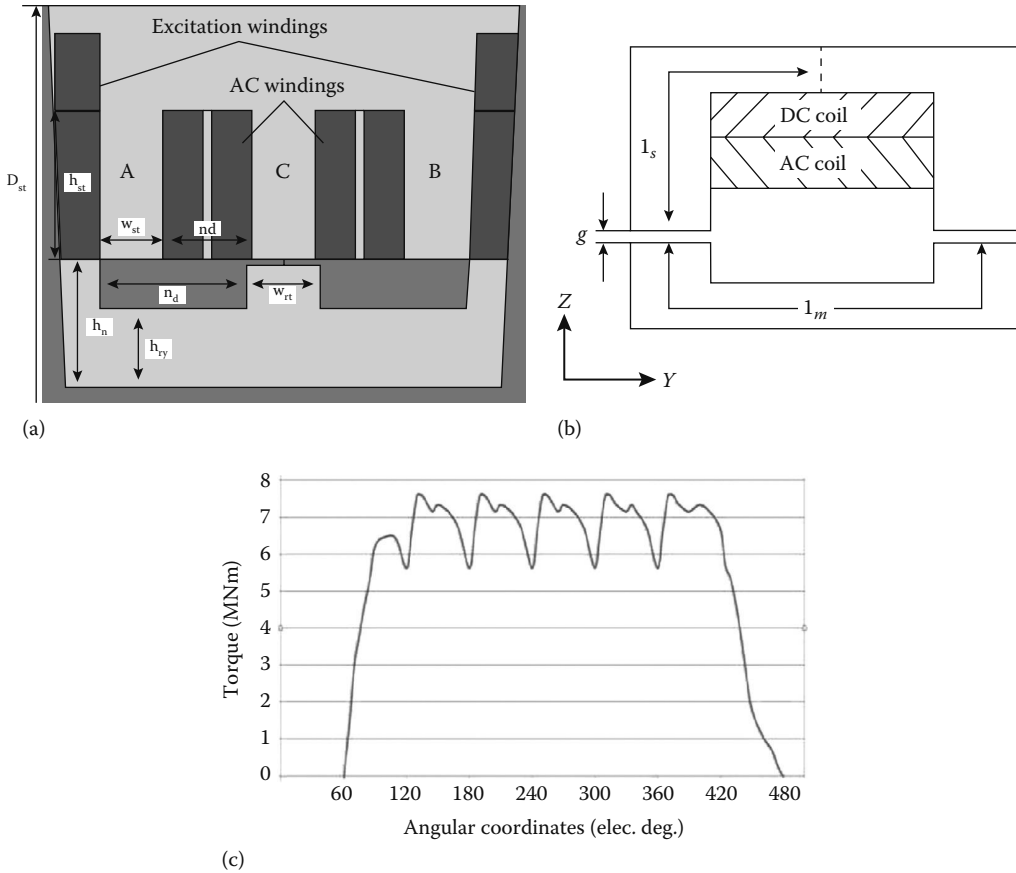 Excitation windings
AC windings
A
C
B
D_st
h_st
w_st
nd
n_d
w_rt
h_n
h_ry
(a)
DC coil
AC coil
1_s
g
1_m
Z
Y
(b)
Torque (MNm)
8
7
6
5
4
3
2
1
0
60 120 180 240 300 360 420 480
Angular coordinates (elec. deg.)
(c)